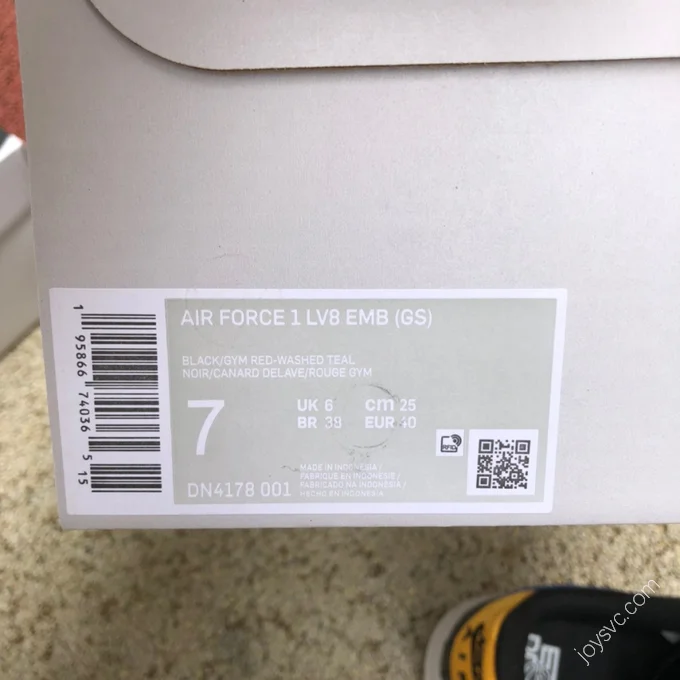 AIR FORCE 1 LV8 EMB (GS)
BLACK/GYM RED-WASHED TEAL
NOIR/CANARD DELAVE/ROUGE GYM
7
UK 6 cm 25
BR 38 EUR 40
MADE IN INDONESIA /
FABRIQUE EN INDONESIE /
FABRICADO NA INDONESIA /
HECHO EN INDONESIA
DN4178 001
RFID
1 95866 74036 5 15
joysvc.com